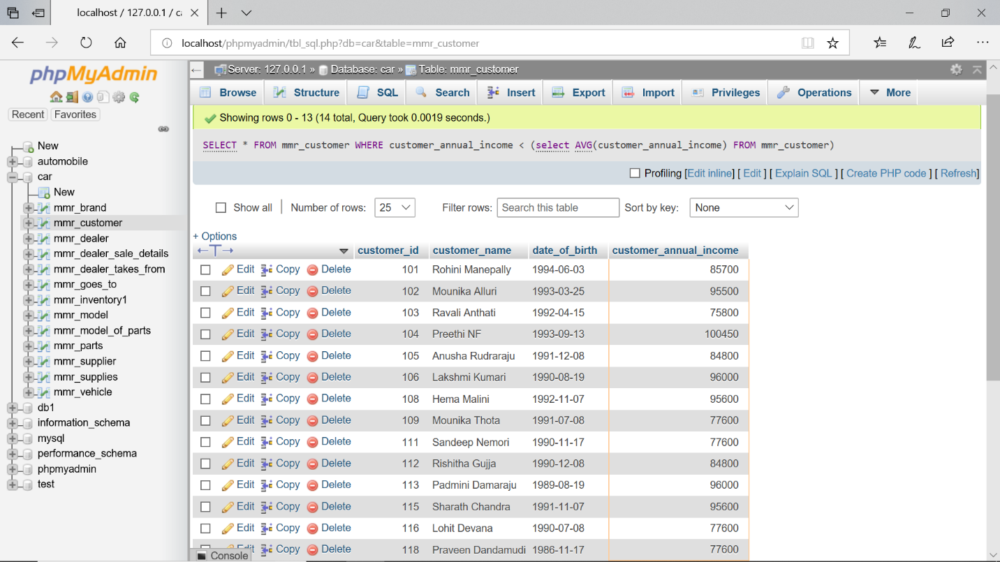 localhost / 127.0.0.1 / ca
localhost/phpmyadmin/tbl_sql.php?db=car&table=mmr_customer
phpMyAdmin
Recent Favorites
New
automobile
car
New
mmr_brand
mmr_customer
mmr_dealer
mmr_dealer_sale_details
mmr_dealer_takes_from
mmr_goes_to
mmr_inventory1
mmr_model
mmr_model_of_parts
mmr_parts
mmr_supplier
mmr_supplies
mmr_vehicle
db1
information_schema
mysql
performance_schema
phpmyadmin
test
Server: 127.0.0.1 » Database: car » Table: mmr_customer
Browse Structure SQL Search Insert Export Import Privileges Operations More
Showing rows 0 - 13 (14 total, Query took 0.0019 seconds.)
SELECT * FROM mmr_customer WHERE customer_annual_income < (select AVG(customer_annual_income) FROM mmr_customer)
Profiling [Edit inline] [ Edit ] [ Explain SQL ] [ Create PHP code ] [ Refresh]
Show all | Number of rows: 25 Filter rows: Search this table Sort by key: None
+ Options
←T→ customer_id customer_name date_of_birth customer_annual_income
Edit Copy Delete 101 Rohini Manepally 1994-06-03 85700
Edit Copy Delete 102 Mounika Alluri 1993-03-25 95500
Edit Copy Delete 103 Ravali Anthati 1992-04-15 75800
Edit Copy Delete 104 Preethi NF 1993-09-13 100450
Edit Copy Delete 105 Anusha Rudraraju 1991-12-08 84800
Edit Copy Delete 106 Lakshmi Kumari 1990-08-19 96000
Edit Copy Delete 108 Hema Malini 1992-11-07 95600
Edit Copy Delete 109 Mounika Thota 1991-07-08 77600
Edit Copy Delete 111 Sandeep Nemori 1990-11-17 77600
Edit Copy Delete 112 Rishitha Gujja 1990-12-08 84800
Edit Copy Delete 113 Padmini Damaraju 1989-08-19 96000
Edit Copy Delete 115 Sharath Chandra 1991-11-07 95600
Edit Copy Delete 116 Lohit Devana 1990-07-08 77600
Edit Copy Delete 118 Praveen Dandamudi 1986-11-17 77600
Console